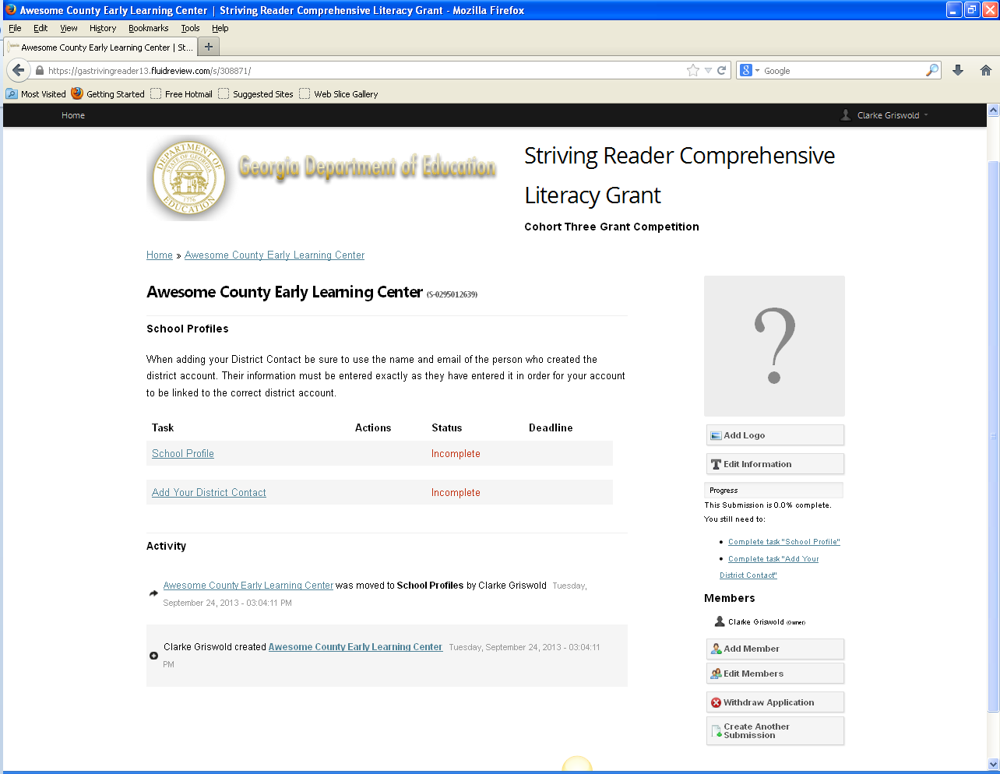 Awesome County Early Learning Center | Striving Reader Comprehensive Literacy Grant - Mozilla Firefox
File Edit View History Bookmarks Tools Help
Awesome County Early Learning Center | St... +
https://gastrivingreader13.fluidreview.com/s/308871/
8 Google
Most Visited Getting Started Free Hotmail Suggested Sites Web Slice Gallery
Home Clarke Griswold
DEPARTMENT OF EDUCATION
STATE OF GEORGIA
1776
Georgia Department of Education
Striving Reader Comprehensive
Literacy Grant
Cohort Three Grant Competition
Home » Awesome County Early Learning Center
Awesome County Early Learning Center (S-0295012639)
School Profiles
When adding your District Contact be sure to use the name and email of the person who created the
district account. Their information must be entered exactly as they have entered it in order for your account
to be linked to the correct district account.
Task Actions Status Deadline
School Profile Incomplete
Add Your District Contact Incomplete
Activity
Awesome County Early Learning Center was moved to School Profiles by Clarke Griswold Tuesday,
September 24, 2013 - 03:04:11 PM
Clarke Griswold created Awesome County Early Learning Center Tuesday, September 24, 2013 - 03:04:11
PM
?
Add Logo
Edit Information
Progress
This Submission is 0.0% complete.
You still need to:
• Complete task "School Profile"
• Complete task "Add Your
District Contact"
Members
Clarke Griswold (Owner)
Add Member
Edit Members
Withdraw Application
Create Another
Submission